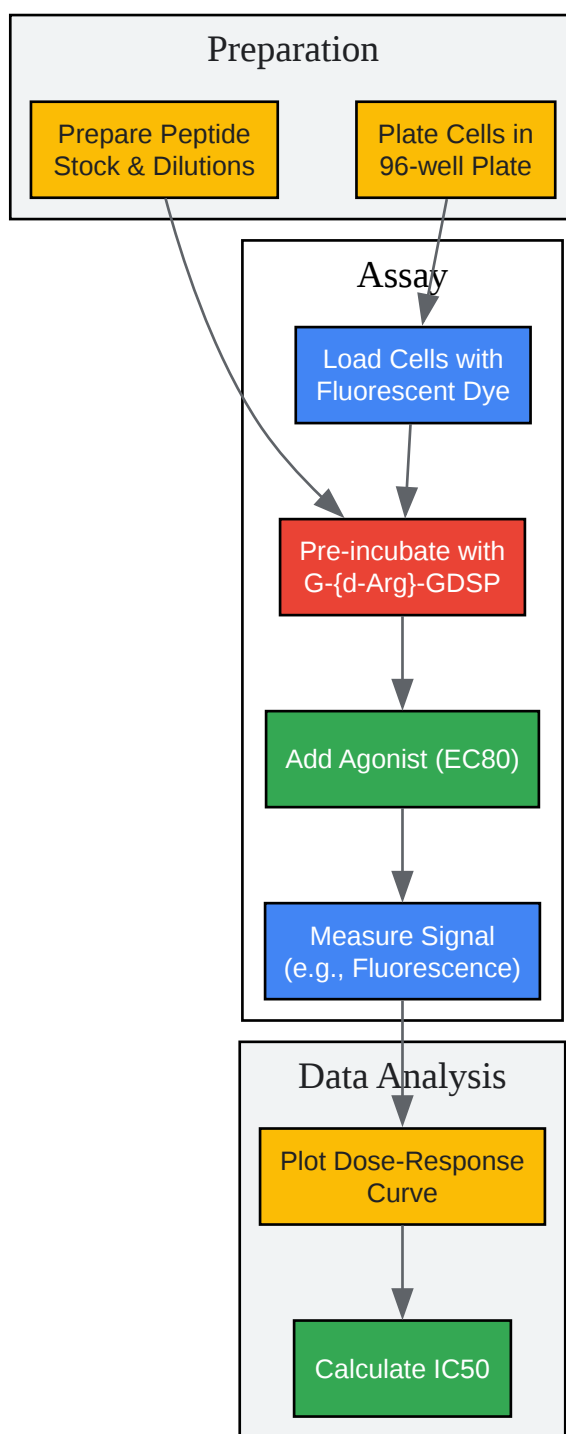 Preparation
Prepare Peptide
Stock & Dilutions
Plate Cells in
96-well Plate
Assay
Load Cells with
Fluorescent Dye
Pre-incubate with
G-{d-Arg}-GDSP
Add Agonist (EC80)
Measure Signal
(e.g., Fluorescence)
Data Analysis
Plot Dose-Response
Curve
Calculate IC50